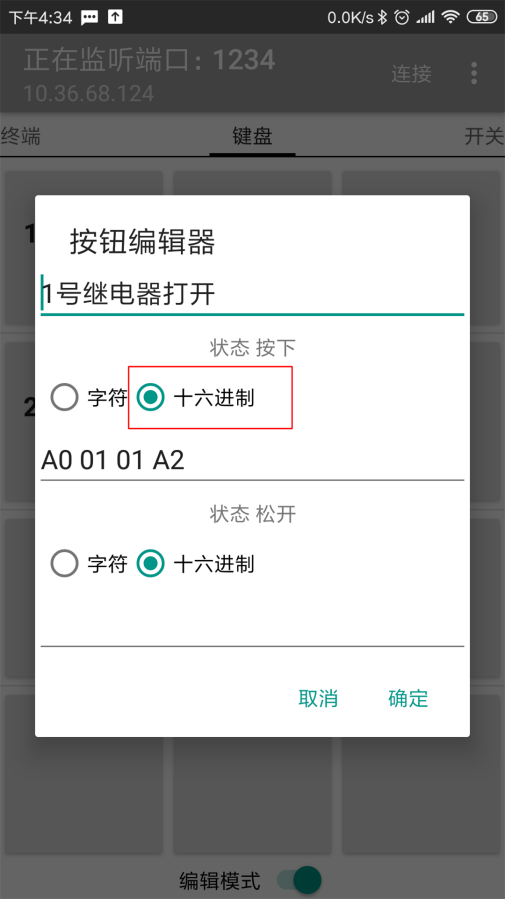 下午4:34 0.0K/s 65
正在监听端口: 1234
10.36.68.124
连接
终端 键盘 开关
1
按钮编辑器
1号继电器打开
状态 按下
字符 十六进制
2
A0 01 01 A2
状态 松开
字符 十六进制
取消 确定
编辑模式